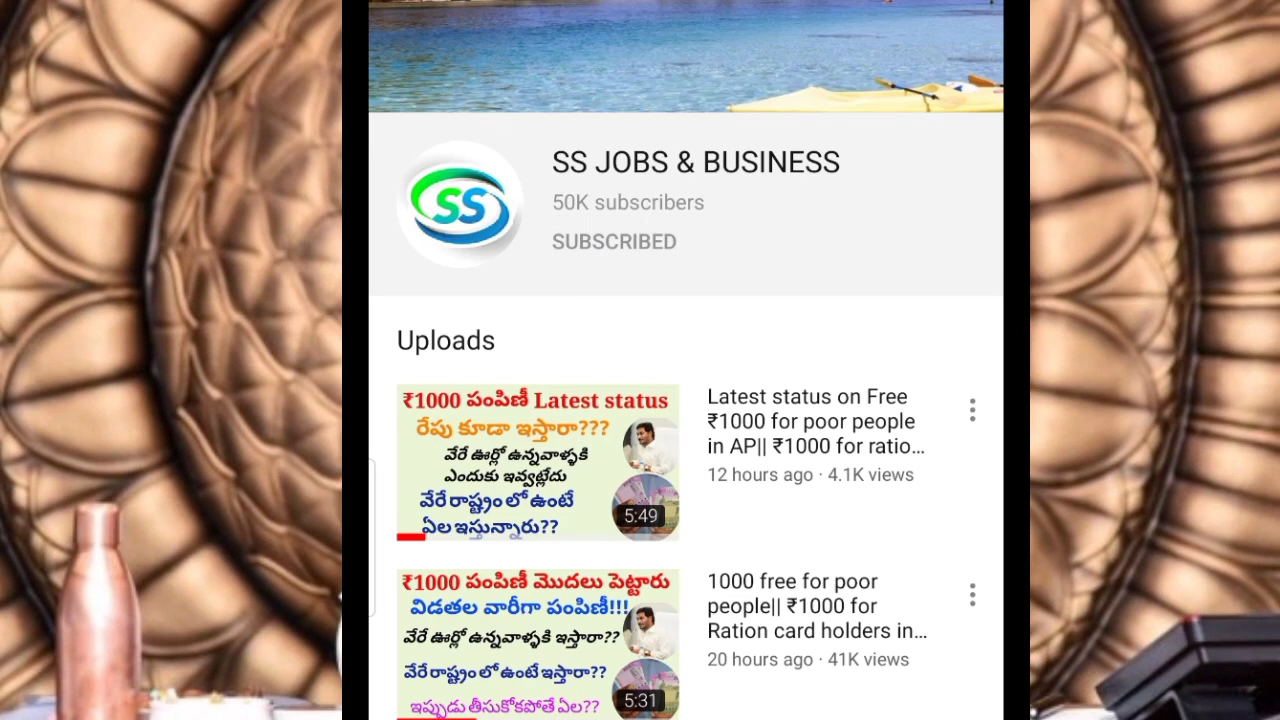 SS
SS JOBS & BUSINESS
50K subscribers
SUBSCRIBED
Uploads
₹1000 పంపిణీ Latest status
రేపు కూడా ఇస్తారా???
వేరే ఊర్లో ఉన్నవాళ్ళకి
ఎందుకు ఇవ్వట్లేదు
వేరే రాష్ట్రం లో ఉంటే
ఏల ఇస్తున్నారు??
5:49
Latest status on Free
₹1000 for poor people
in AP|| ₹1000 for ratio...
12 hours ago · 4.1K views
₹1000 పంపిణీ మొదలు పెట్టారు
విడతల వారీగా పంపిణీ!!!
వేరే ఊర్లో ఉన్నవాళ్ళకి ఇస్తారా??
వేరే రాష్ట్రం లో ఉంటే ఇస్తారా??
ఇప్పుడు తీసుకోకపోతే ఏల??
5:31
1000 free for poor
people|| ₹1000 for
Ration card holders in...
20 hours ago · 41K views